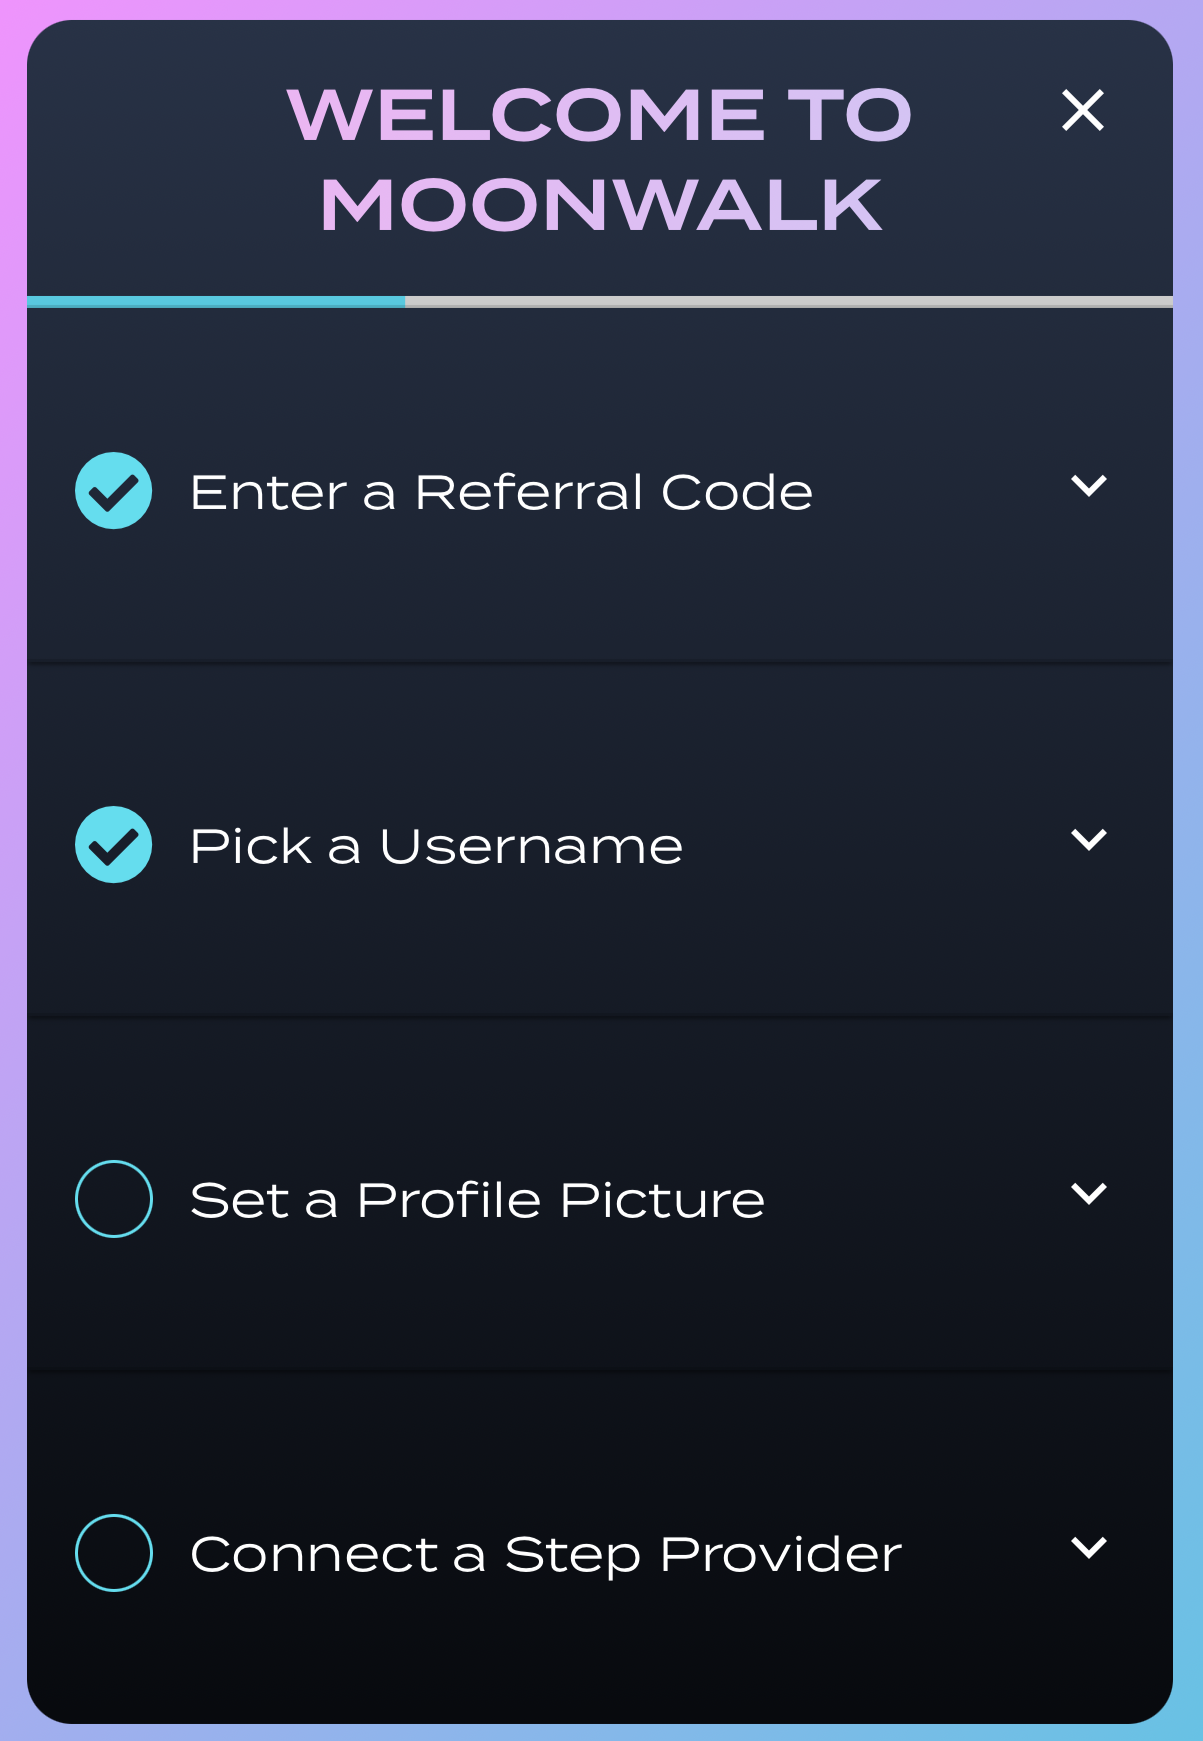 WELCOME TO
MOONWALK
Enter a Referral Code
Pick a Username
Set a Profile Picture
Connect a Step Provider